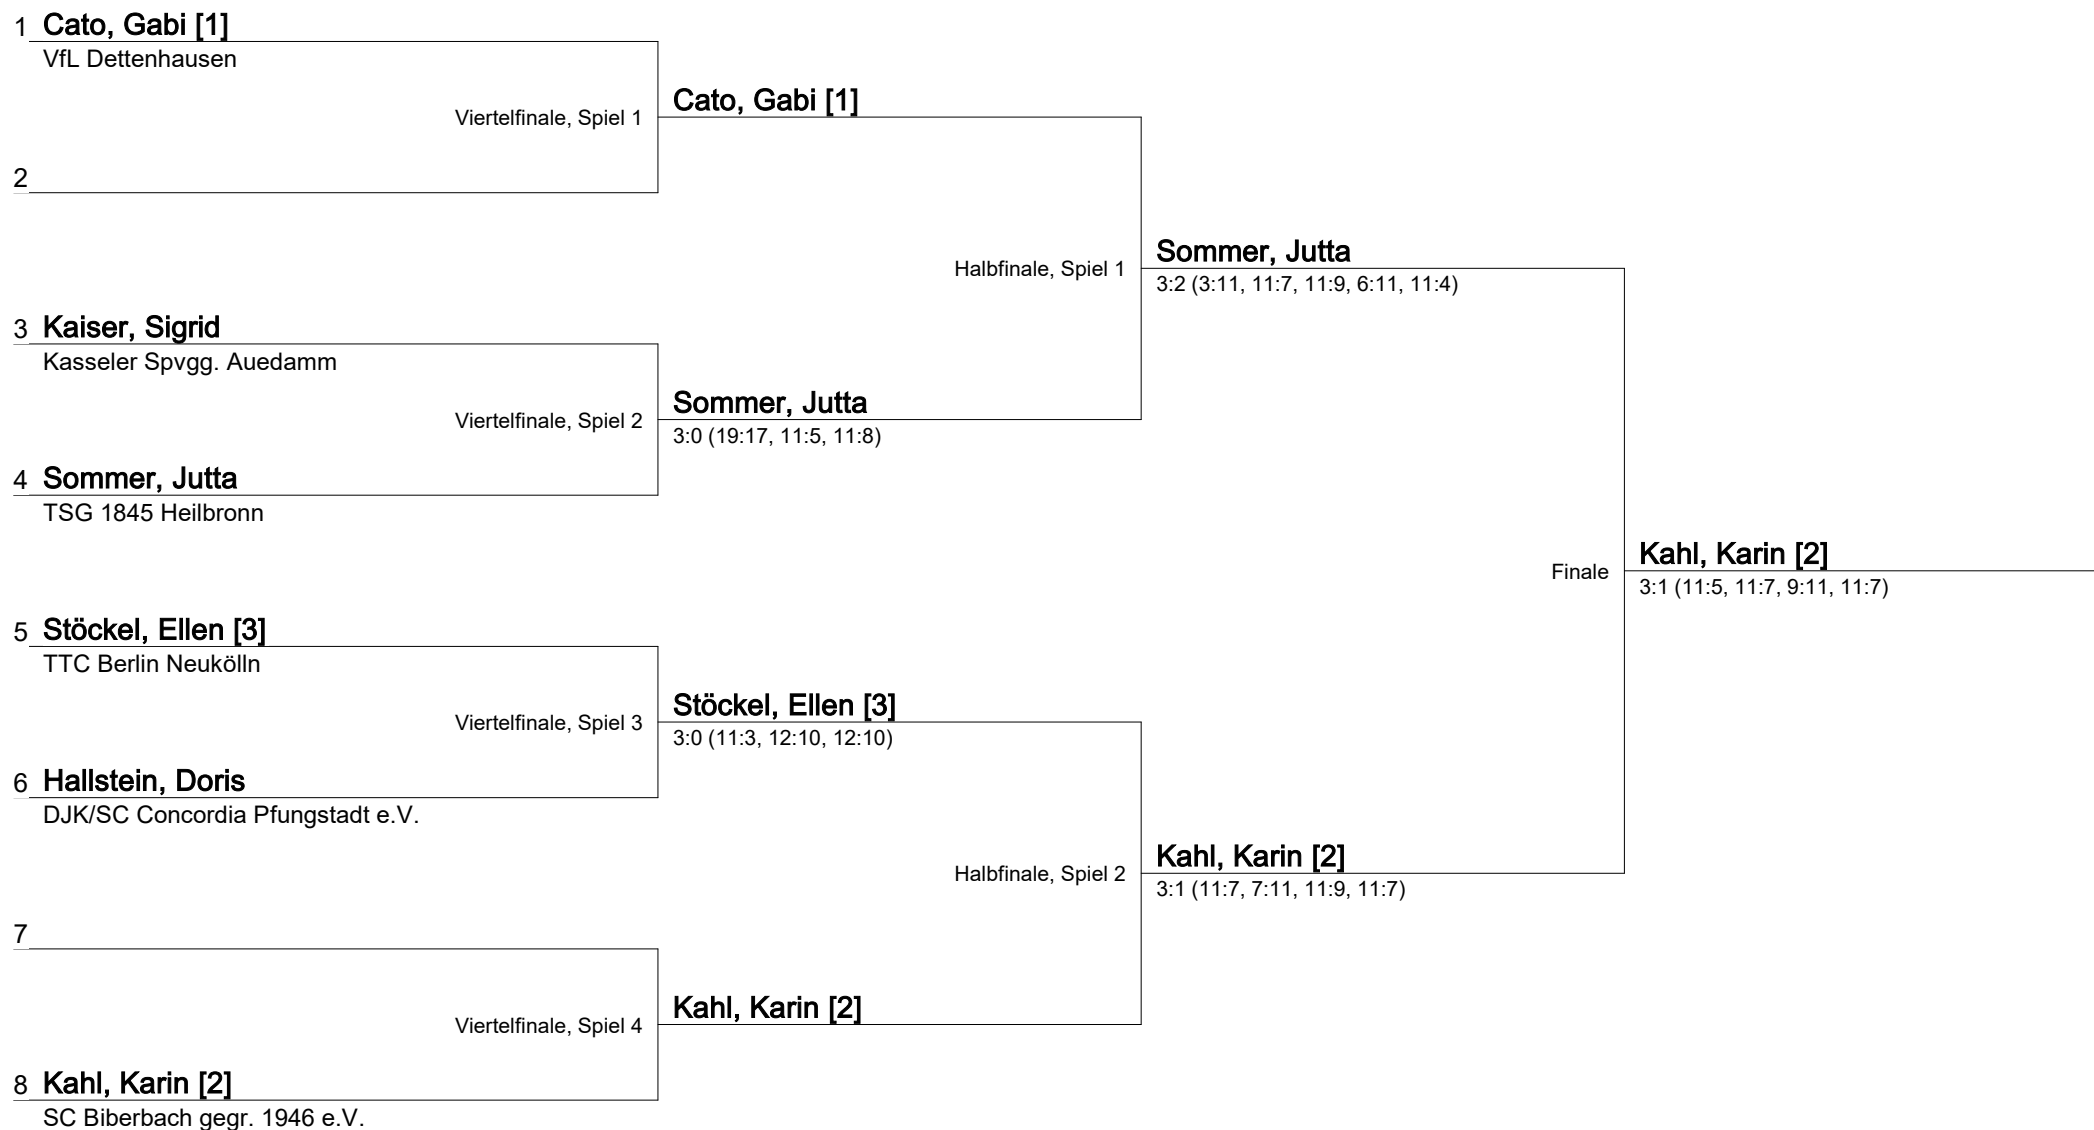 1 Cato, Gabi [1]
VfL Dettenhausen
Viertelfinale, Spiel 1
Cato, Gabi [1]
2
Halbfinale, Spiel 1
Sommer, Jutta
3:2 (3:11, 11:7, 11:9, 6:11, 11:4)
3 Kaiser, Sigrid
Kasseler Spvgg. Auedamm
Viertelfinale, Spiel 2
Sommer, Jutta
3:0 (19:17, 11:5, 11:8)
4 Sommer, Jutta
TSG 1845 Heilbronn
Finale
Kahl, Karin [2]
3:1 (11:5, 11:7, 9:11, 11:7)
5 Stöckel, Ellen [3]
TTC Berlin Neukölln
Viertelfinale, Spiel 3
Stöckel, Ellen [3]
3:0 (11:3, 12:10, 12:10)
6 Hallstein, Doris
DJK/SC Concordia Pfungstadt e.V.
Halbfinale, Spiel 2
Kahl, Karin [2]
3:1 (11:7, 7:11, 11:9, 11:7)
7
Viertelfinale, Spiel 4
Kahl, Karin [2]
8 Kahl, Karin [2]
SC Biberbach gegr. 1946 e.V.